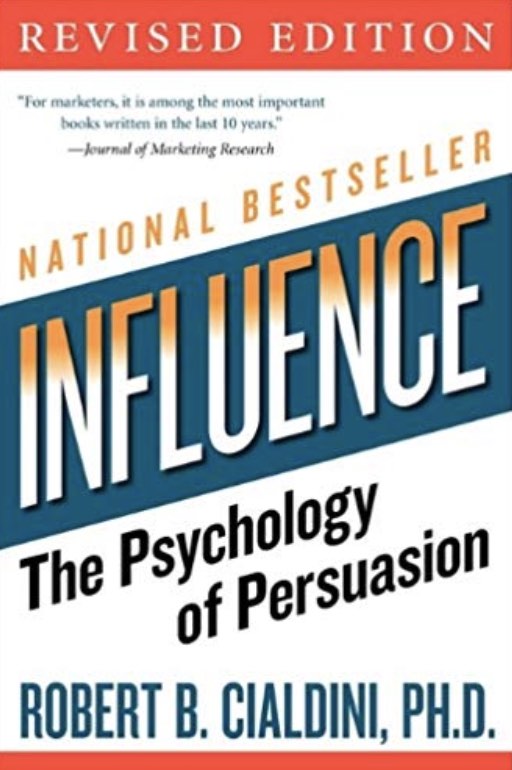 REVISED EDITION
"For marketers, it is among the most important
books written in the last 10 years."
—Journal of Marketing Research
NATIONAL BESTSELLER
INFLUENCE
The Psychology
of Persuasion
ROBERT B. CIALDINI, PH.D.